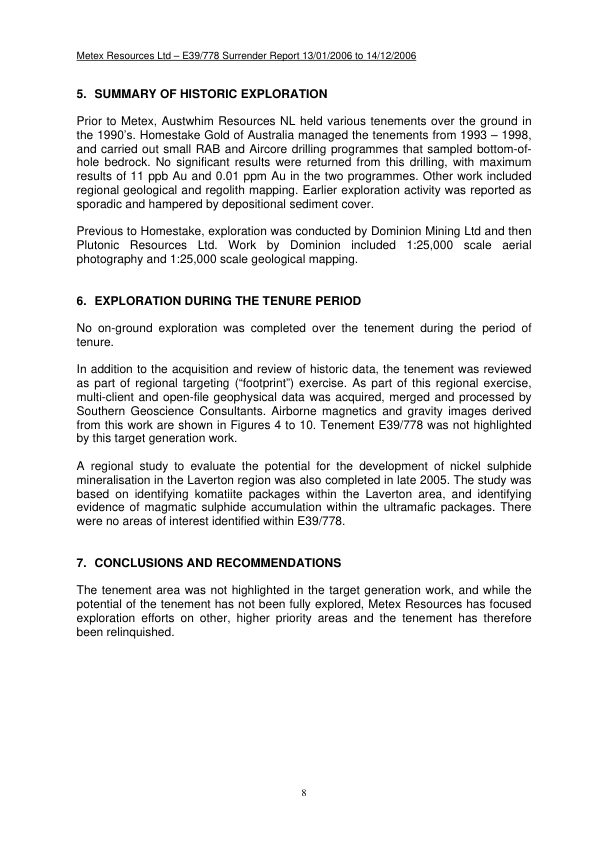 Metex Resources Ltd – E39/778 Surrender Report 13/01/2006 to 14/12/2006
5. SUMMARY OF HISTORIC EXPLORATION
Prior to Metex, Austwhim Resources NL held various tenements over the ground in
the 1990's. Homestake Gold of Australia managed the tenements from 1993 – 1998,
and carried out small RAB and Aircore drilling programmes that sampled bottom-of-
hole bedrock. No significant results were returned from this drilling, with maximum
results of 11 ppb Au and 0.01 ppm Au in the two programmes. Other work included
regional geological and regolith mapping. Earlier exploration activity was reported as
sporadic and hampered by depositional sediment cover.
Previous to Homestake, exploration was conducted by Dominion Mining Ltd and then
Plutonic Resources Ltd. Work by Dominion included 1:25,000 scale aerial
photography and 1:25,000 scale geological mapping.
6. EXPLORATION DURING THE TENURE PERIOD
No on-ground exploration was completed over the tenement during the period of
tenure.
In addition to the acquisition and review of historic data, the tenement was reviewed
as part of regional targeting (“footprint”) exercise. As part of this regional exercise,
multi-client and open-file geophysical data was acquired, merged and processed by
Southern Geoscience Consultants. Airborne magnetics and gravity images derived
from this work are shown in Figures 4 to 10. Tenement E39/778 was not highlighted
by this target generation work.
A regional study to evaluate the potential for the development of nickel sulphide
mineralisation in the Laverton region was also completed in late 2005. The study was
based on identifying komatiite packages within the Laverton area, and identifying
evidence of magmatic sulphide accumulation within the ultramafic packages. There
were no areas of interest identified within E39/778.
7. CONCLUSIONS AND RECOMMENDATIONS
The tenement area was not highlighted in the target generation work, and while the
potential of the tenement has not been fully explored, Metex Resources has focused
exploration efforts on other, higher priority areas and the tenement has therefore
been relinquished.
8